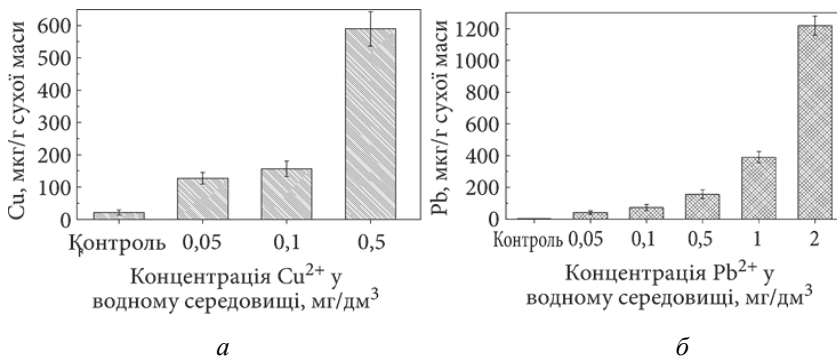 Cu, мкг/г сухої маси
600
500
400
300
200
100
0
Контроль 0,05 0,1 0,5
Концентрація Cu²⁺ у
водному середовищі, мг/дм³
а
Pb, мкг/г сухої маси
1200
1000
800
600
400
200
0
Контроль 0,05 0,1 0,5 1 2
Концентрація Pb²⁺ у
водному середовищі, мг/дм³
б